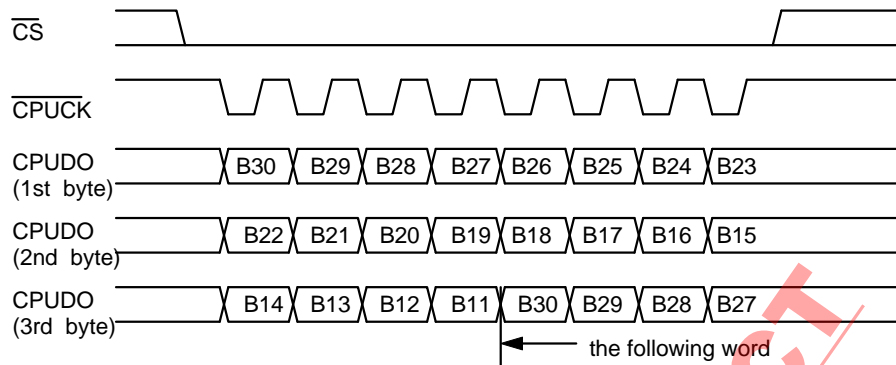 CS
CPUCK
CPUDO
(1st byte)
B30 B29 B28 B27 B26 B25 B24 B23
CPUDO
(2nd byte)
B22 B21 B20 B19 B18 B17 B16 B15
CPUDO
(3rd byte)
B14 B13 B12 B11 B30 B29 B28 B27
the following word